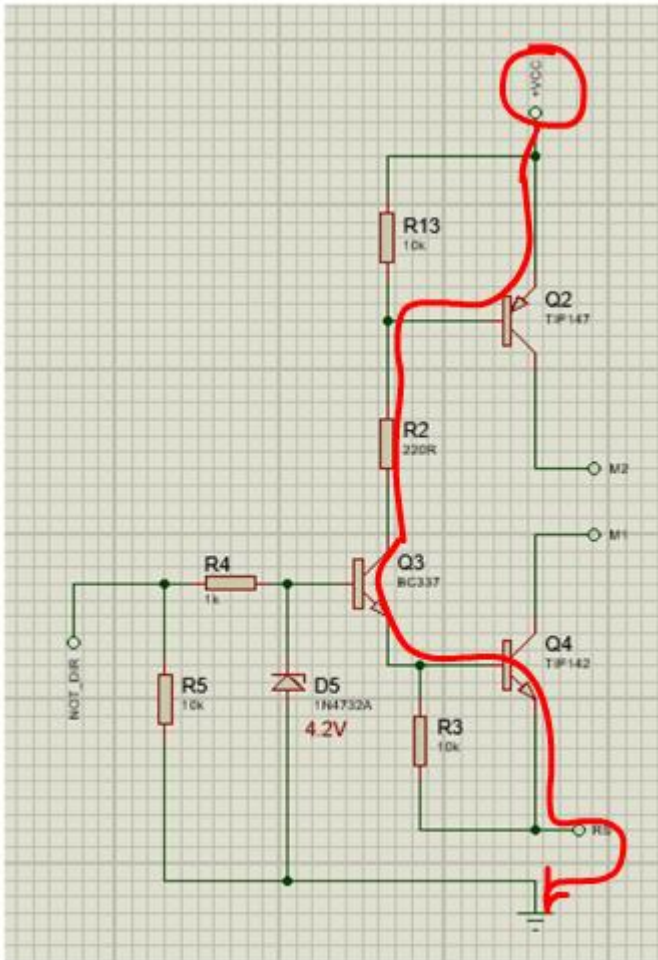 +VCC
R13
10k
Q2
TIP147
R2
220R
M2
M1
R4
1k
Q3
BC337
Q4
TIP142
NOT_DIR
R5
10k
D5
1N4732A
4.2V
R3
10k